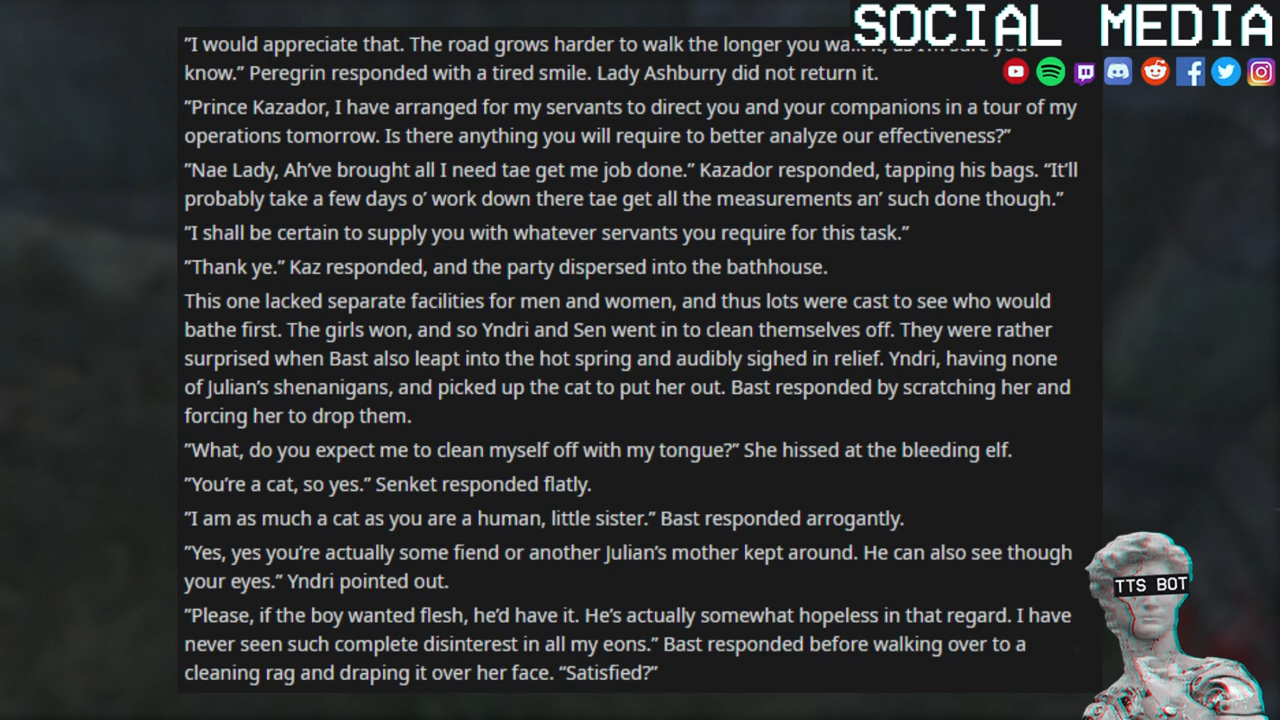 SOCIAL MEDIA
”I would appreciate that. The road grows harder to walk the longer you walk it, as I'm sure you
know.” Peregrin responded with a tired smile. Lady Ashburry did not return it.
”Prince Kazador, I have arranged for my servants to direct you and your companions in a tour of my
operations tomorrow. Is there anything you will require to better analyze our effectiveness?”
”Nae Lady, Ah’ve brought all I need tae get me job done.” Kazador responded, tapping his bags. “It’ll
probably take a few days o’ work down there tae get all the measurements an’ such done though.”
”I shall be certain to supply you with whatever servants you require for this task.”
”Thank ye.” Kaz responded, and the party dispersed into the bathhouse.
This one lacked separate facilities for men and women, and thus lots were cast to see who would
bathe first. The girls won, and so Yndri and Sen went in to clean themselves off. They were rather
surprised when Bast also leapt into the hot spring and audibly sighed in relief. Yndri, having none
of Julian’s shenanigans, and picked up the cat to put her out. Bast responded by scratching her and
forcing her to drop them.
”What, do you expect me to clean myself off with my tongue?” She hissed at the bleeding elf.
”You’re a cat, so yes.” Senket responded flatly.
”I am as much a cat as you are a human, little sister.” Bast responded arrogantly.
”Yes, yes you’re actually some fiend or another Julian’s mother kept around. He can also see though
your eyes.” Yndri pointed out.
”Please, if the boy wanted flesh, he’d have it. He’s actually somewhat hopeless in that regard. I have
never seen such complete disinterest in all my eons.” Bast responded before walking over to a
cleaning rag and draping it over her face. “Satisfied?”
TTS BOT